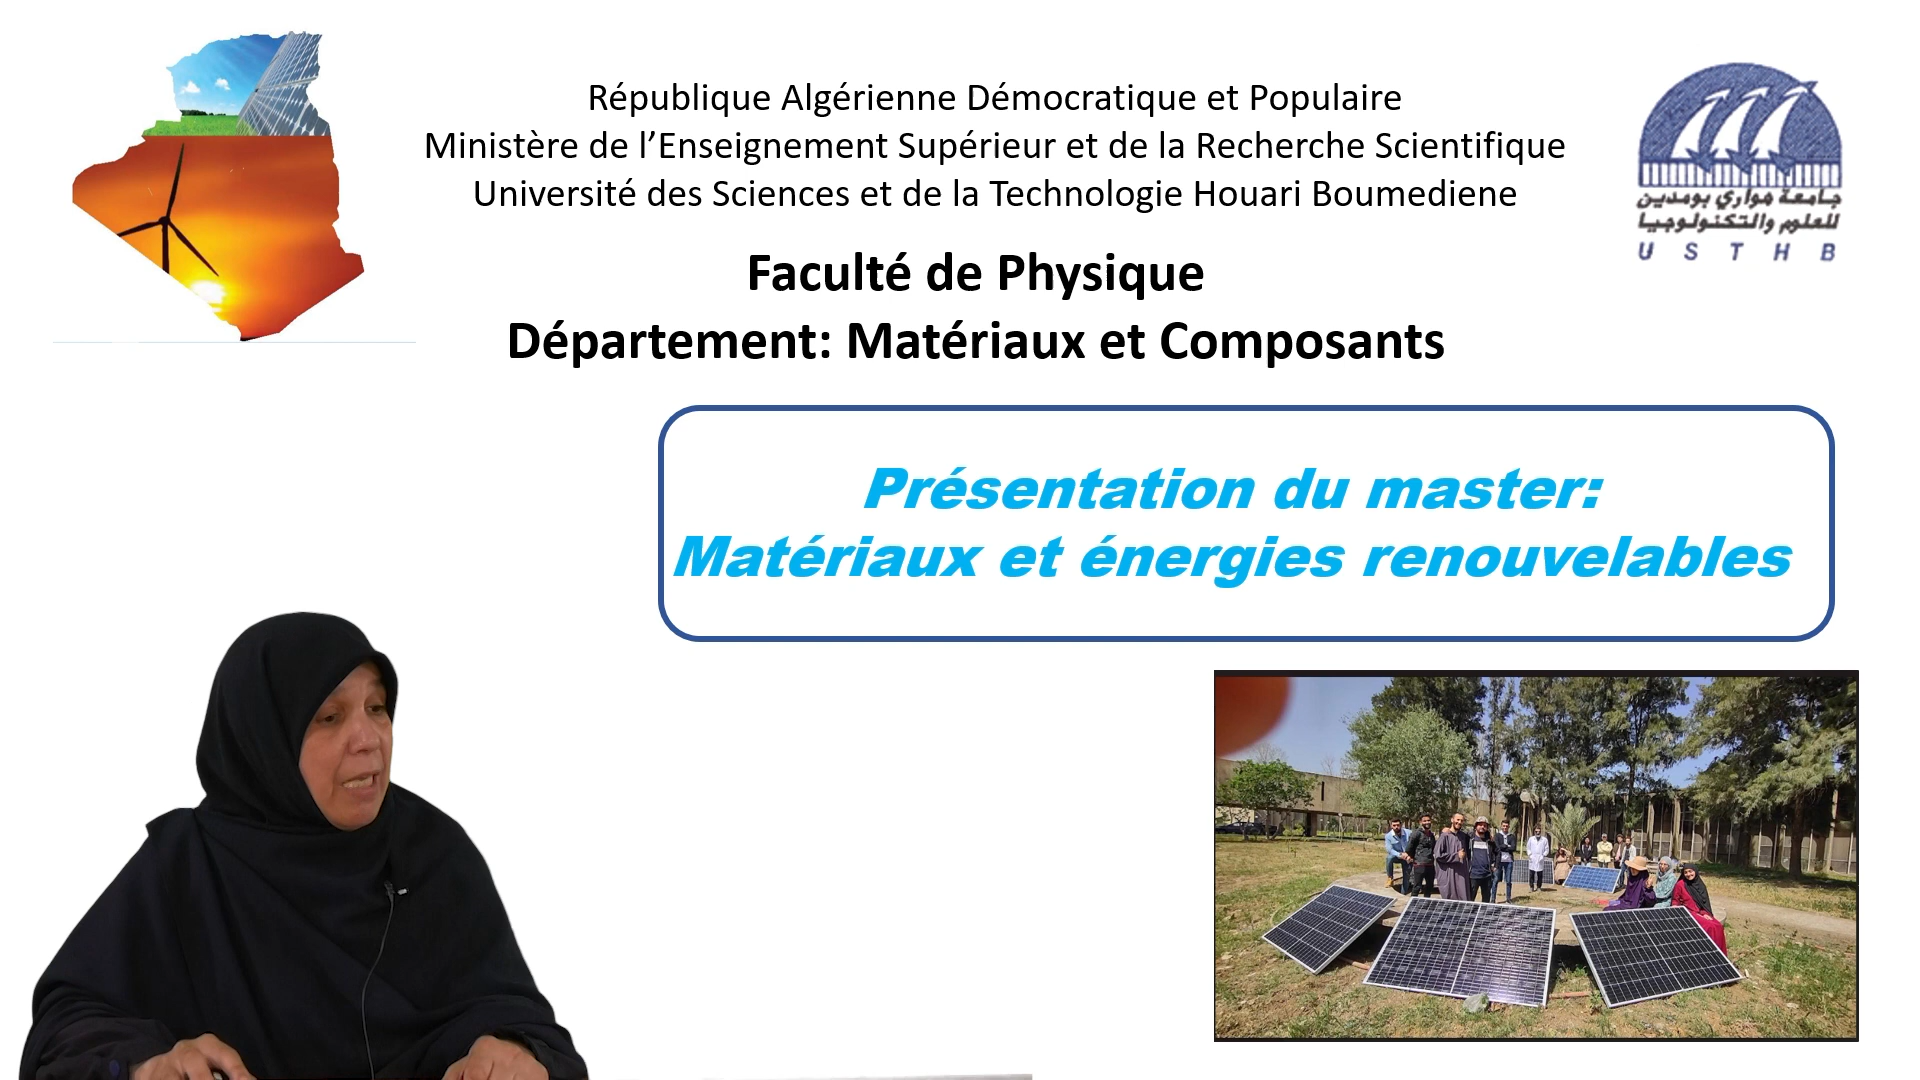 République Algérienne Démocratique et Populaire
Ministère de l’Enseignement Supérieur et de la Recherche Scientifique
Université des Sciences et de la Technologie Houari Boumediene
جامعة هواري بومدين
للعلوم والتكنولوجيا
U S T H B
Faculté de Physique
Département: Matériaux et Composants
Présentation du master:
Matériaux et énergies renouvelables